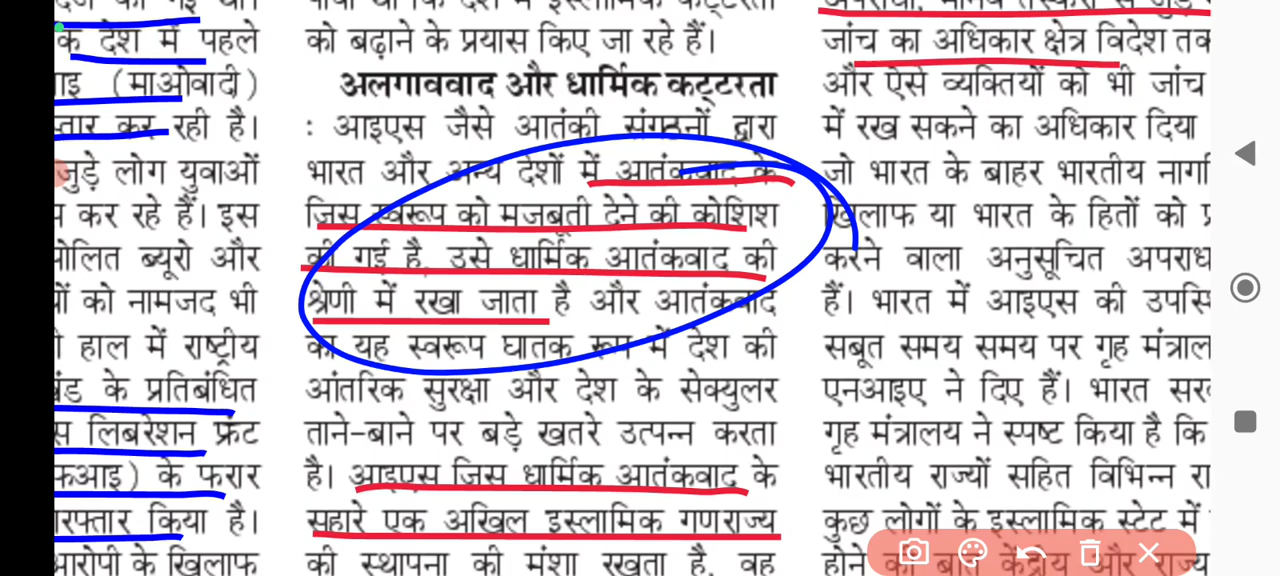 क देश में पहले
(माओवादी)
कर रही है।
जुड़े लोग युवाओं
कर रहे हैं। इस
ब्यूरो और
को नामजद भी
हाल में राष्ट्रीय
के प्रतिबंधित
लिबरेशन फ्रंट
के फरार
किया है।
आरोपी के खिलाफ
को बढ़ाने के प्रयास किए जा रहे हैं।
अलगाववाद और धार्मिक कट्टरता
: आइएस जैसे आतंकी संगठनों द्वारा
भारत और अन्य देशों में आतंकवाद के
जिस स्वरूप को मजबूती देने की कोशिश
की गई है, उसे धार्मिक आतंकवाद की
श्रेणी में रखा जाता है और आतंकवाद
का यह स्वरूप घातक रूप में देश की
आंतरिक सुरक्षा और देश के सेक्युलर
ताने-बाने पर बड़े खतरे उत्पन्न करता
है। आइएस जिस धार्मिक आतंकवाद के
सहारे एक अखिल इस्लामिक गणराज्य
की स्थापना की मंशा रखता है, वह
जांच का अधिकार क्षेत्र विदेश तक
और ऐसे व्यक्तियों को भी जांच
में रख सकने का अधिकार दिया
जो भारत के बाहर भारतीय
खिलाफ या भारत के हितों को
करने वाला अनुसूचित अपराध
हैं। भारत में आइएस की
सबूत समय समय पर गृह
एनआइए ने दिए हैं। भारत
गृह मंत्रालय ने स्पष्ट किया है कि
भारतीय राज्यों सहित विभिन्न
कुछ लोगों के इस्लामिक स्टेट में
होने